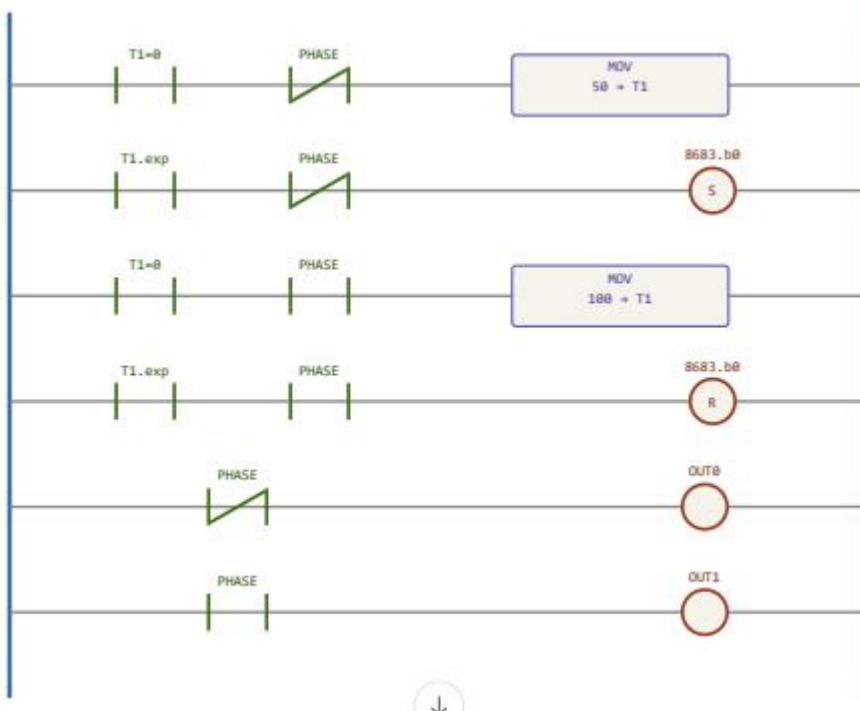 T1=0 PHASE MOV
50 → T1
T1.exp PHASE 8683.b0
S
T1=0 PHASE MOV
100 → T1
T1.exp PHASE 8683.b0
R
PHASE OUT0
PHASE OUT1